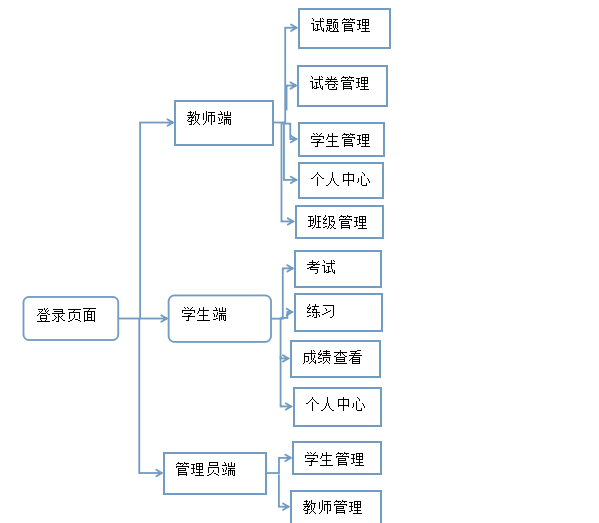 试题管理
试卷管理
教师端
学生管理
个人中心
班级管理
考试
登录页面
学生端
练习
成绩查看
个人中心
管理员端
学生管理
教师管理